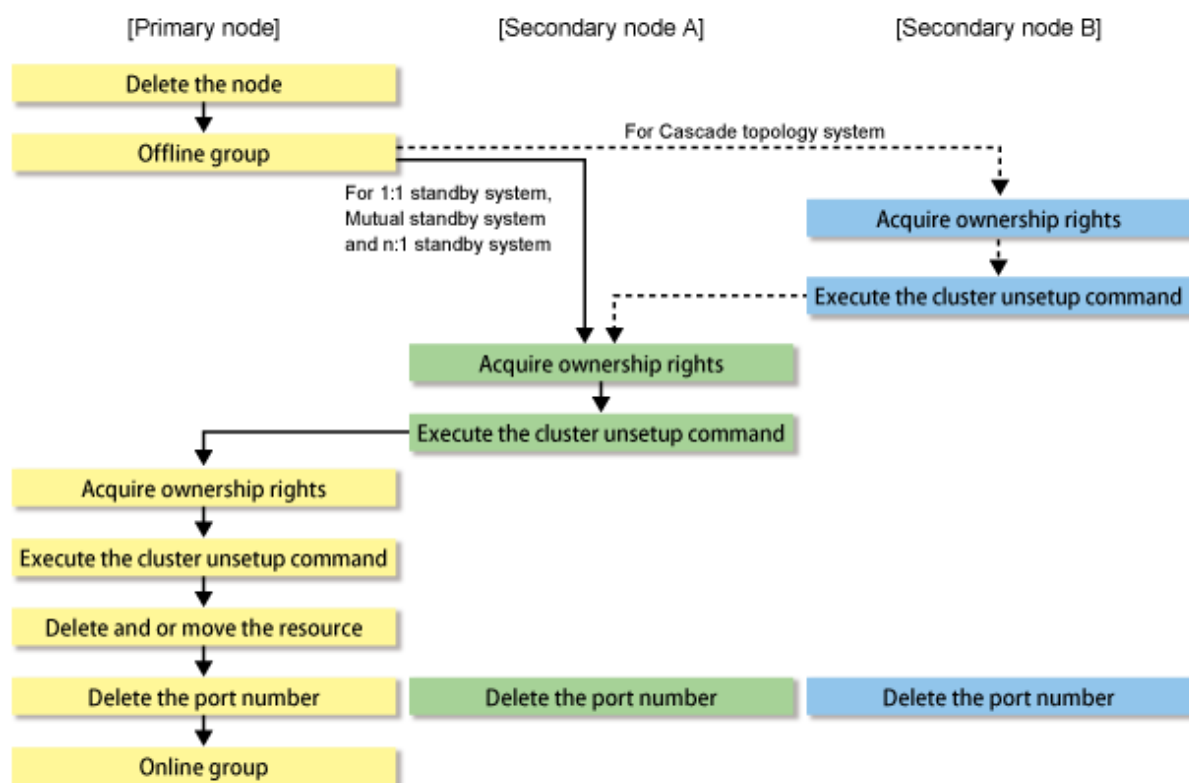 [Primary node] [Secondary node A] [Secondary node B]
Delete the node
For Cascade topology system
Offline group
For 1:1 standby system,
Mutual standby system
and n:1 standby system
Acquire ownership rights
Execute the cluster unsetup command
Acquire ownership rights
Execute the cluster unsetup command
Acquire ownership rights
Execute the cluster unsetup command
Delete and or move the resource
Delete the port number Delete the port number Delete the port number
Online group